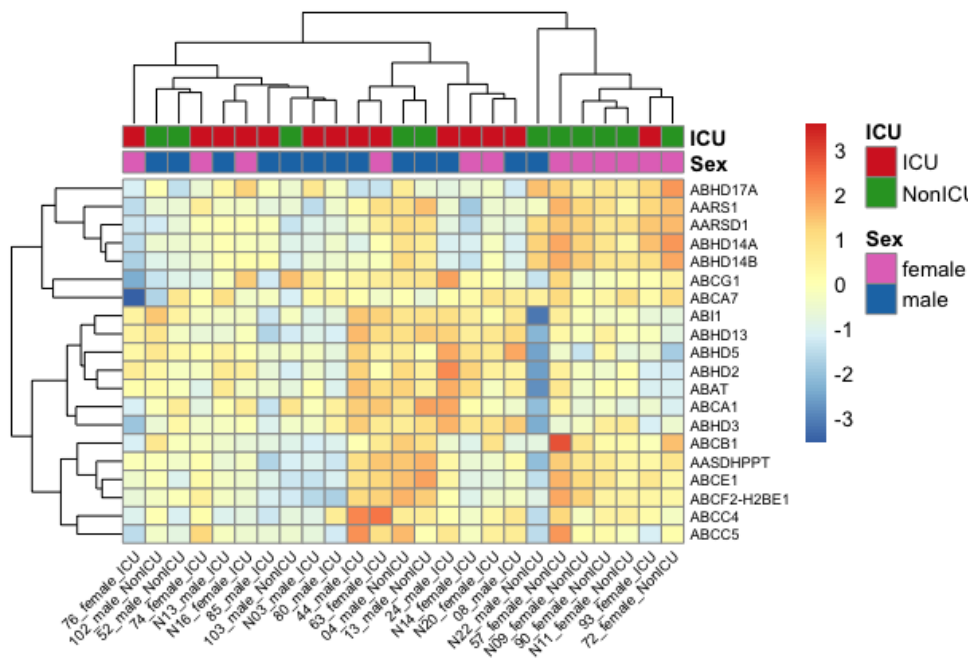 ICU
Sex
ABHD17A
AARS1
AARSD1
ABHD14A
ABHD14B
ABCG1
ABCA7
ABI1
ABHD13
ABHD5
ABHD2
ABAT
ABCA1
ABHD3
ABCB1
AASDHPPT
ABCE1
ABCF2-H2BE1
ABCC4
ABCC5
3
2
1
0
-1
-2
-3
ICU
ICU
NonICU
Sex
female
male
76_female_ICU
102_male_NonICU
52_male_NonICU
74_female_ICU
N13_male_ICU
N16_female_ICU
85_male_ICU
103_male_NonICU
N03_male_ICU
80_male_ICU
44_male_ICU
63_female_ICU
04_male_NonICU
13_male_NonICU
24_male_ICU
N14_female_ICU
N20_female_ICU
08_male_ICU
N22_male_NonICU
57_female_NonICU
N09_female_NonICU
90_female_NonICU
N11_female_NonICU
93_female_ICU
72_female_NonICU